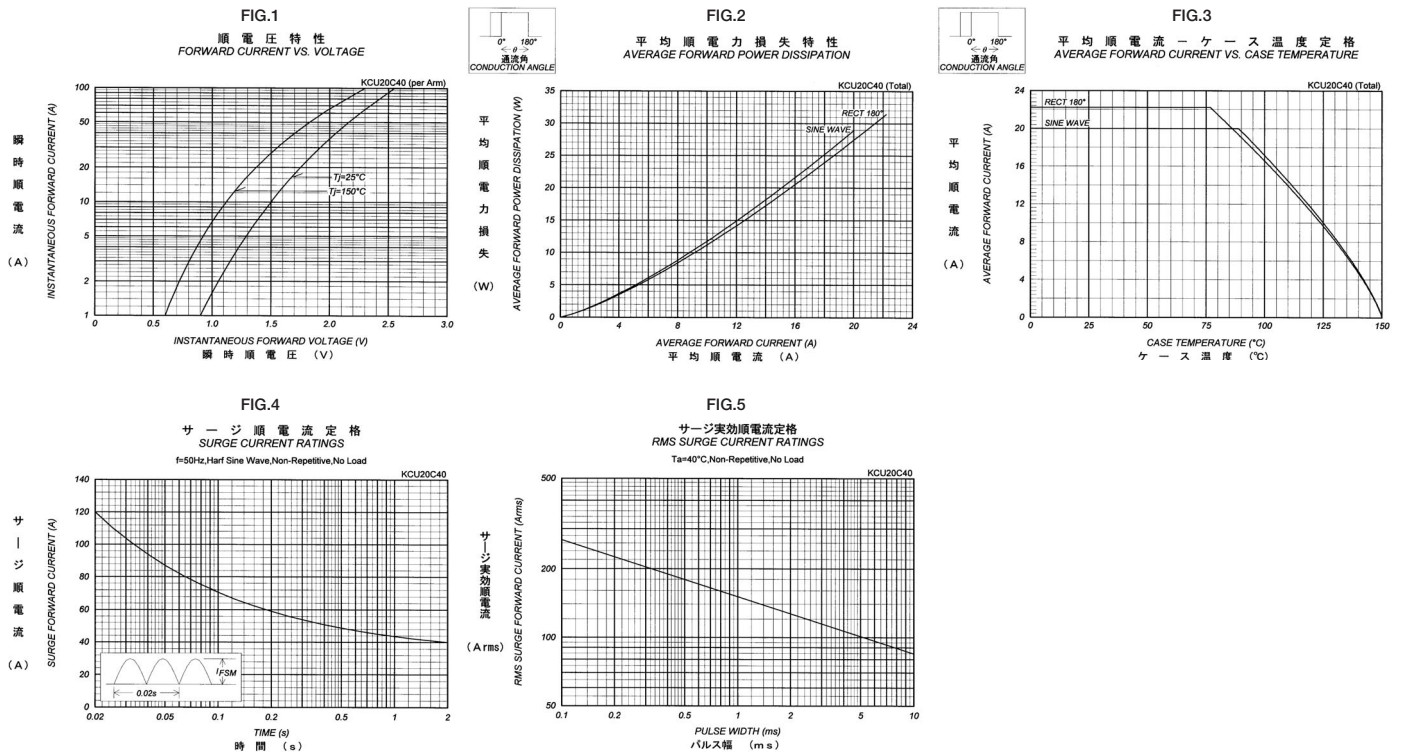 FIG.1
順電圧特性
FORWARD CURRENT VS. VOLTAGE
KCU20C40 (per Arm)
瞬時順電流 (A)
INSTANTANEOUS FORWARD CURRENT (A)
100
50
20
10
5
2
1
Tj=25°C
Tj=150°C
0 0.5 1.0 1.5 2.0 2.5 3.0
INSTANTANEOUS FORWARD VOLTAGE (V)
瞬時順電圧 (V)
FIG.2
0° 180°
θ
通流角
CONDUCTION ANGLE
平均順電力損失特性
AVERAGE FORWARD POWER DISSIPATION
KCU20C40 (Total)
平均順電力損失 (W)
AVERAGE FORWARD POWER DISSIPATION (W)
35
30
25
20
15
10
5
0
RECT 180°
SINE WAVE
0 4 8 12 16 20 24
AVERAGE FORWARD CURRENT (A)
平均順電流 (A)
FIG.3
0° 180°
θ
通流角
CONDUCTION ANGLE
平均順電流－ケース温度定格
AVERAGE FORWARD CURRENT VS. CASE TEMPERATURE
KCU20C40 (Total)
平均順電流 (A)
AVERAGE FORWARD CURRENT (A)
24
20
16
12
8
4
0
RECT 180°
SINE WAVE
0 25 50 75 100 125 150
CASE TEMPERATURE (°C)
ケース温度 (℃)
FIG.4
サージ順電流定格
SURGE CURRENT RATINGS
f=50Hz,Harf Sine Wave,Non-Repetitive,No Load
KCU20C40
サージ順電流 (A)
SURGE FORWARD CURRENT (A)
140
120
100
80
60
40
20
0
IFSM
0.02s
0.02 0.05 0.1 0.2 0.5 1 2
TIME (s)
時間 (s)
FIG.5
サージ実効順電流定格
RMS SURGE CURRENT RATINGS
Ta=40°C,Non-Repetitive,No Load
KCU20C40
サージ実効順電流 (Arms)
RMS SURGE FORWARD CURRENT (Arms)
500
200
100
50
0.1 0.2 0.5 1 2 5 10
PULSE WIDTH (ms)
パルス幅 (ms)